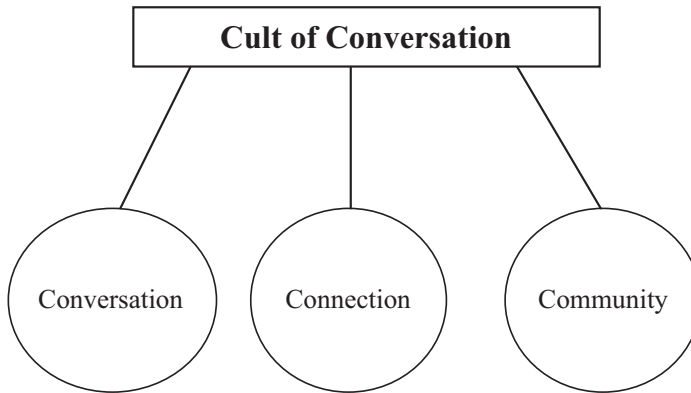 Cult of Conversation
Conversation
Connection
Community